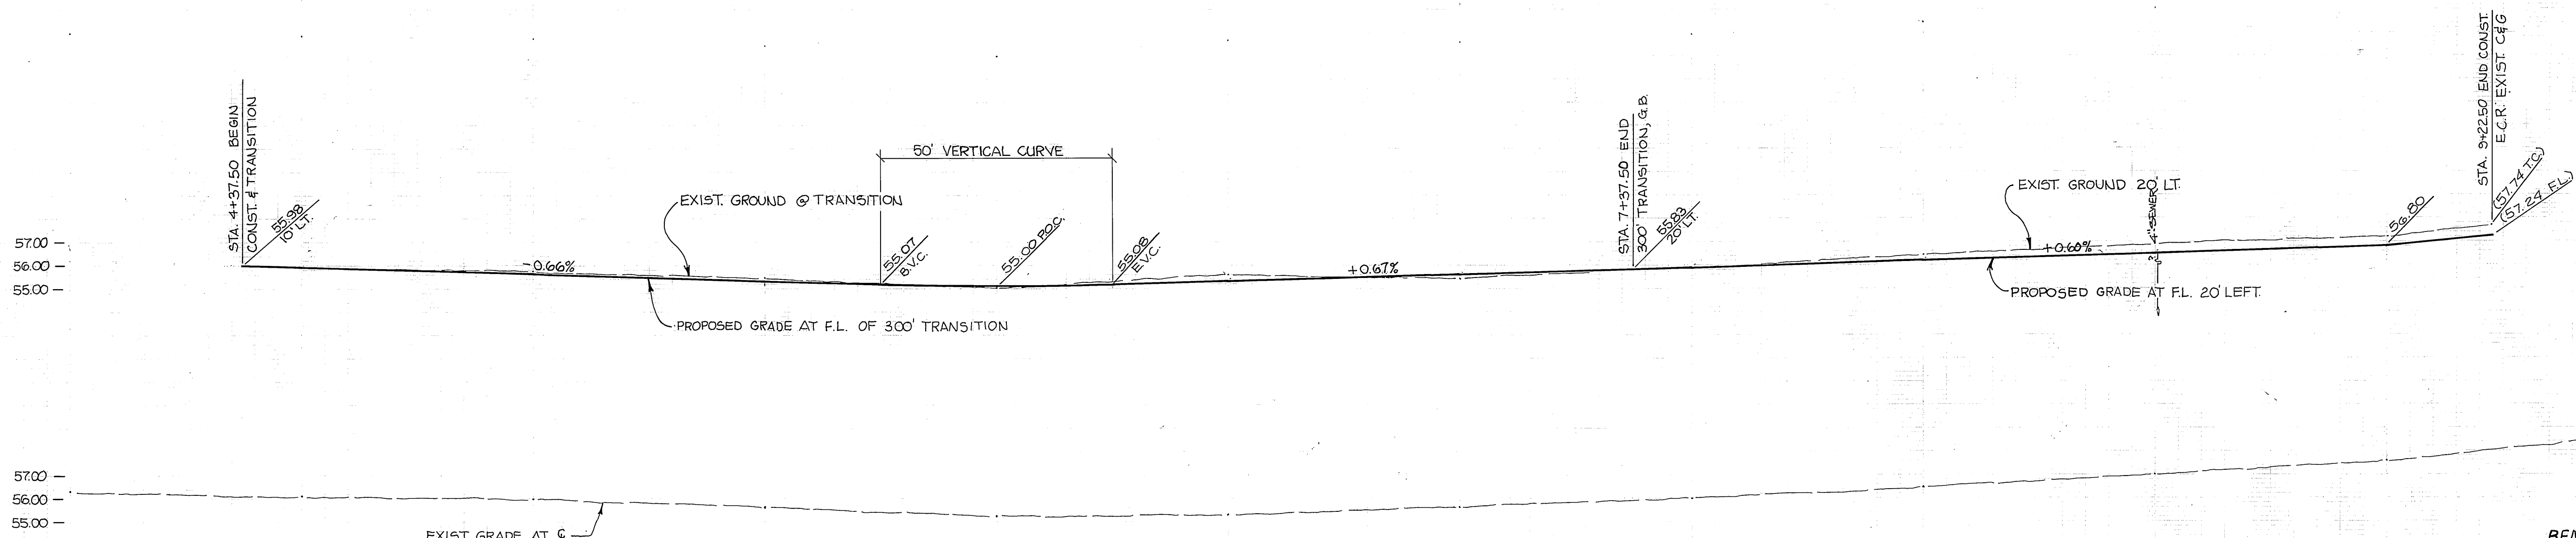 STA. 4+37.50 BEGIN
CONST. & TRANSITION
55.98
10' LT.
57.00
56.00
55.00
-0.66%
EXIST. GROUND @ TRANSITION
PROPOSED GRADE AT F.L. OF 300' TRANSITION
50' VERTICAL CURVE
55.07
B.V.C.
55.00 P.O.C.
55.08
E.V.C.
+0.67%
STA. 7+37.50 END
300' TRANSITION, G.B.
55.83
20' LT.
EXIST. GROUND 20' LT.
4" SEWER
+0.60%
PROPOSED GRADE AT F.L. 20' LEFT.
56.80
STA. 9+22.50 END CONST.
E.C.R. EXIST. C&G
(57.74 T.C.)
(57.24 F.L.)
57.00
56.00
55.00
EXIST GRADE AT ℄